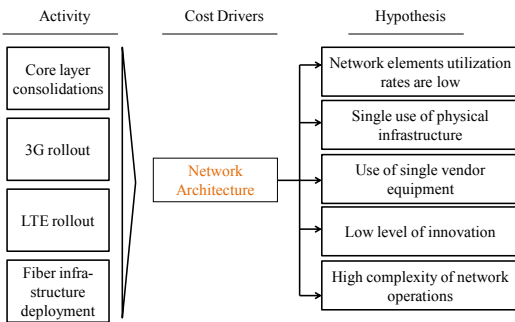 Activity
Cost Drivers
Hypothesis
Core layer
consolidations
3G rollout
LTE rollout
Fiber infra-
structure
deployment
Network
Architecture
Network elements utilization
rates are low
Single use of physical
infrastructure
Use of single vendor
equipment
Low level of innovation
High complexity of network
operations